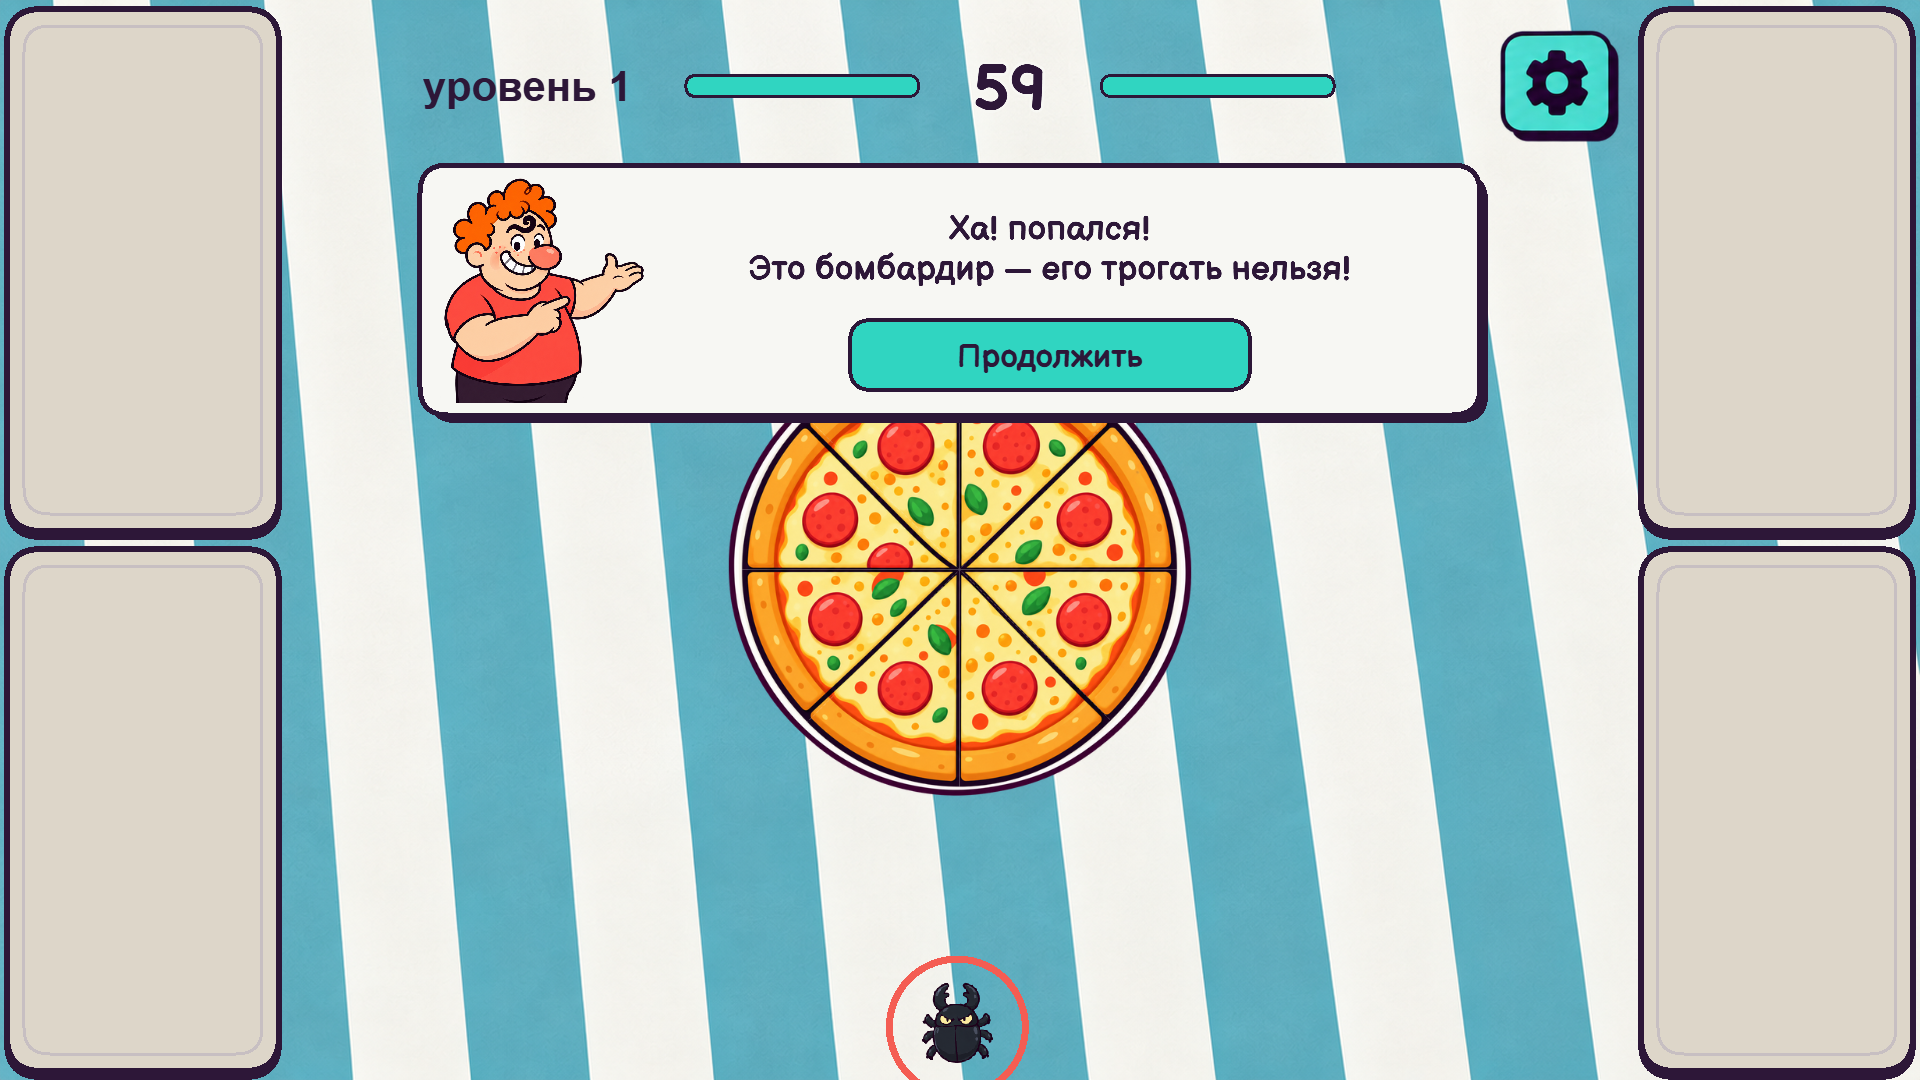 уровень 1
59
Ха! попался!
Это бомбардир — его трогать нельзя!
Продолжить